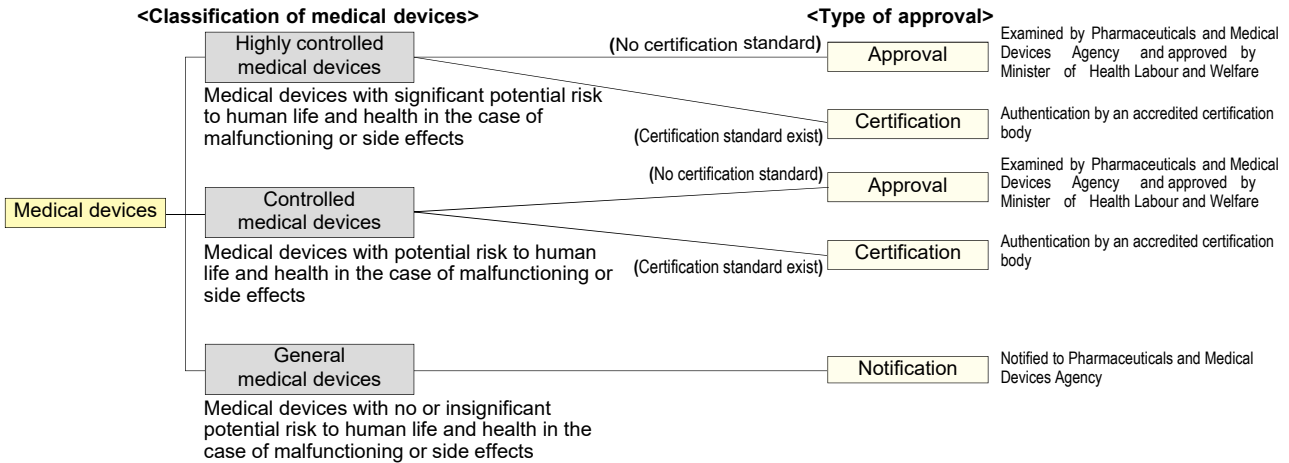 <Classification of medical devices>
<Type of approval>
Highly controlled
medical devices
Medical devices with significant potential risk
to human life and health in the case of
malfunctioning or side effects
(No certification standard)
Approval
Examined by Pharmaceuticals and Medical
Devices Agency and approved by
Minister of Health Labour and Welfare
(Certification standard exist)
Certification
Authentication by an accredited certification
body
Medical devices
Controlled
medical devices
Medical devices with potential risk to human
life and health in the case of malfunctioning or
side effects
(No certification standard)
Approval
Examined by Pharmaceuticals and Medical
Devices Agency and approved by
Minister of Health Labour and Welfare
(Certification standard exist)
Certification
Authentication by an accredited certification
body
General
medical devices
Medical devices with no or insignificant
potential risk to human life and health in the
case of malfunctioning or side effects
Notification
Notified to Pharmaceuticals and Medical
Devices Agency